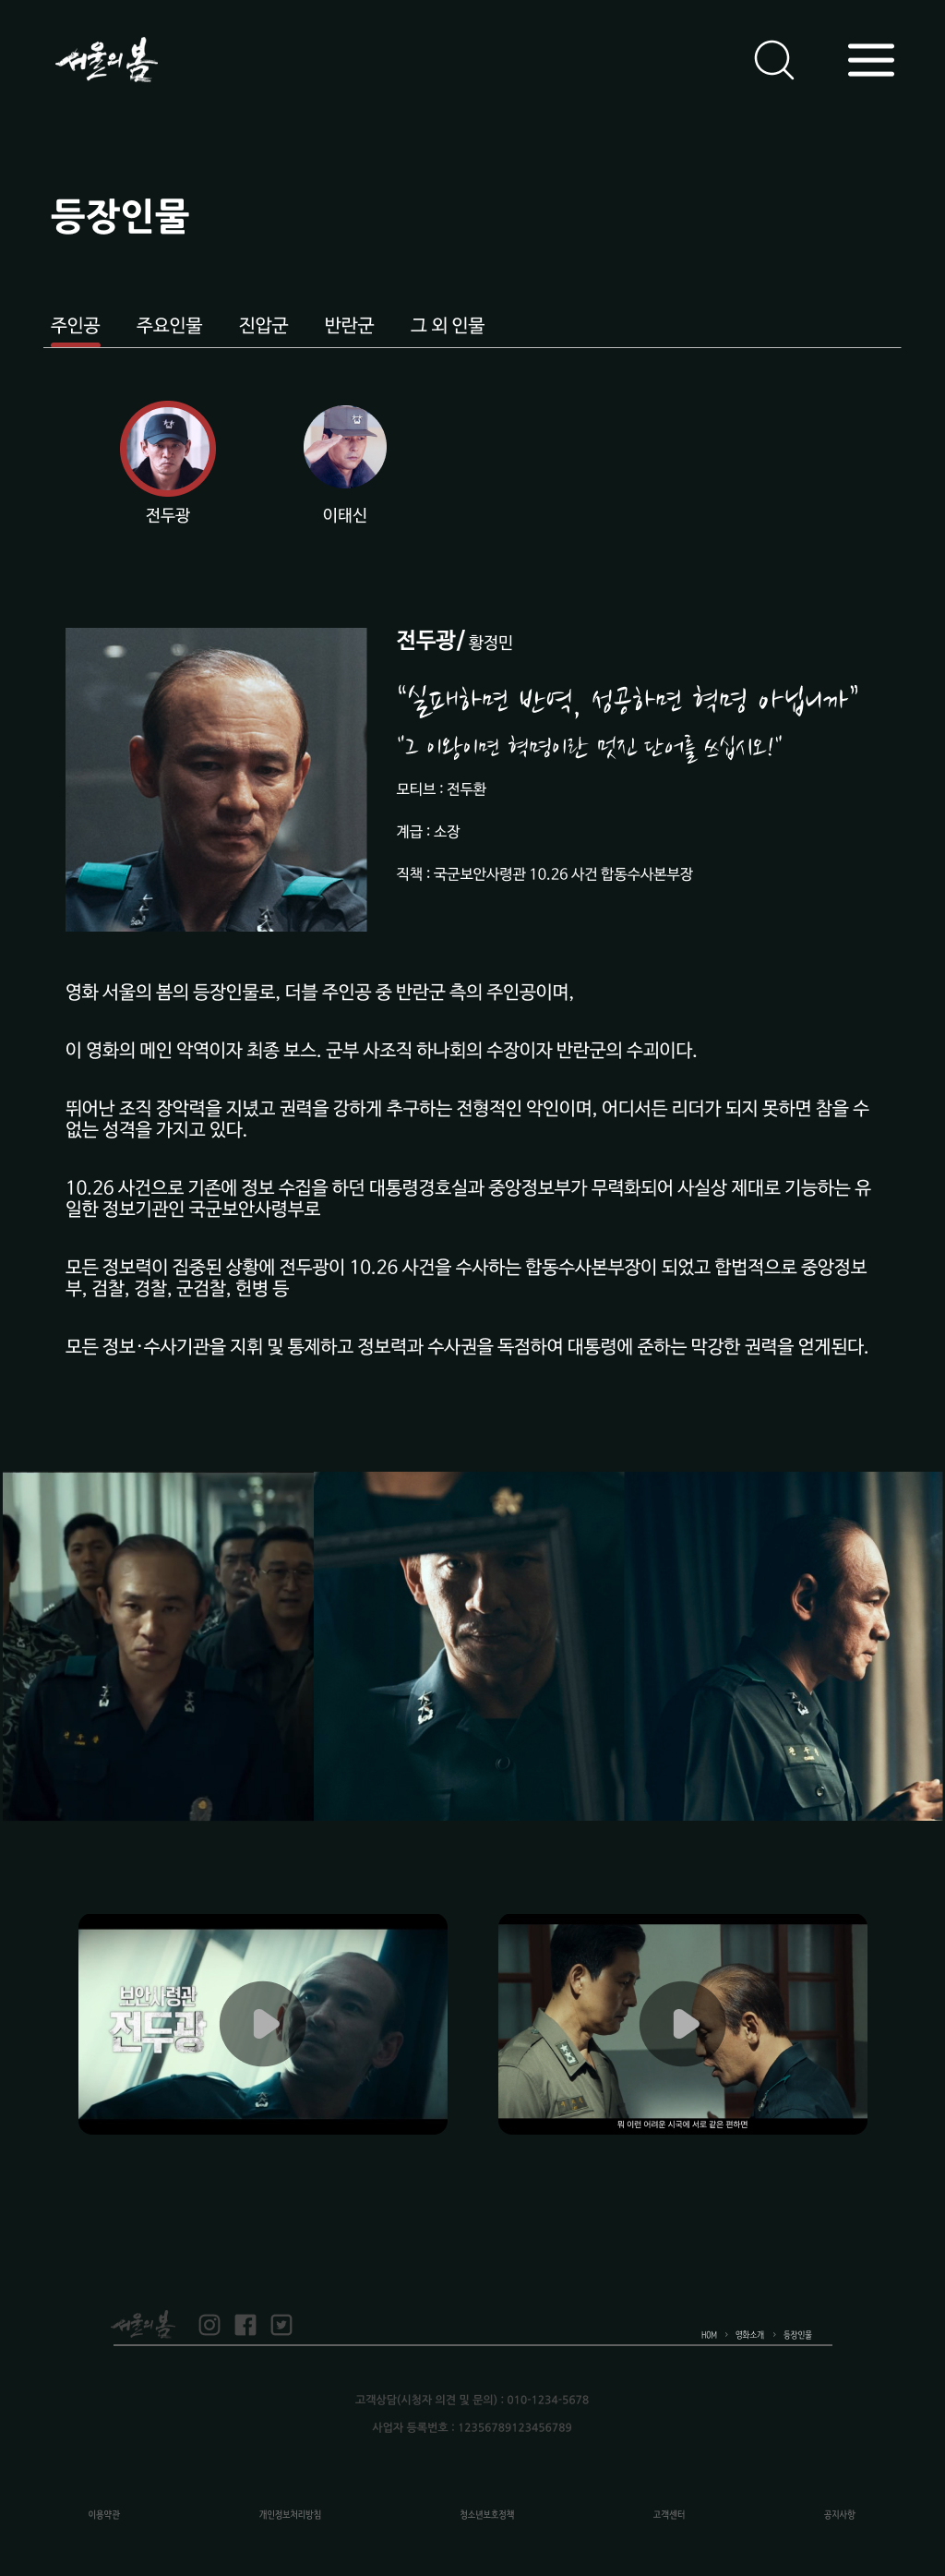 서울의 봄
등장인물
주인공 주요인물 진압군 반란군 그 외 인물
전두광 이태신
전두광/ 황정민
“실패하면 반역, 성공하면 혁명 아닙니까”
"그 이왕이면 혁명이란 멋진 단어를 쓰십시오!"
모티브 : 전두환
계급 : 소장
직책 : 국군보안사령관 10.26 사건 합동수사본부장
영화 서울의 봄의 등장인물로, 더블 주인공 중 반란군 측의 주인공이며,
이 영화의 메인 악역이자 최종 보스. 군부 사조직 하나회의 수장이자 반란군의 수괴이다.
뛰어난 조직 장악력을 지녔고 권력을 강하게 추구하는 전형적인 악인이며, 어디서든 리더가 되지 못하면 참을 수
없는 성격을 가지고 있다.
10.26 사건으로 기존에 정보 수집을 하던 대통령경호실과 중앙정보부가 무력화되어 사실상 제대로 기능하는 유
일한 정보기관인 국군보안사령부로
모든 정보력이 집중된 상황에 전두광이 10.26 사건을 수사하는 합동수사본부장이 되었고 합법적으로 중앙정보
부, 검찰, 경찰, 군검찰, 헌병 등
모든 정보·수사기관을 지휘 및 통제하고 정보력과 수사권을 독점하여 대통령에 준하는 막강한 권력을 얻게된다.
보안사령관
전두광
뭐 이런 어려운 시국에 서로 같은 편하면
서울의 봄
HOM > 영화소개 > 등장인물
고객상담(시청자 의견 및 문의) : 010-1234-5678
사업자 등록번호 : 12356789123456789
이용약관 개인정보처리방침 청소년보호정책 고객센터 공지사항